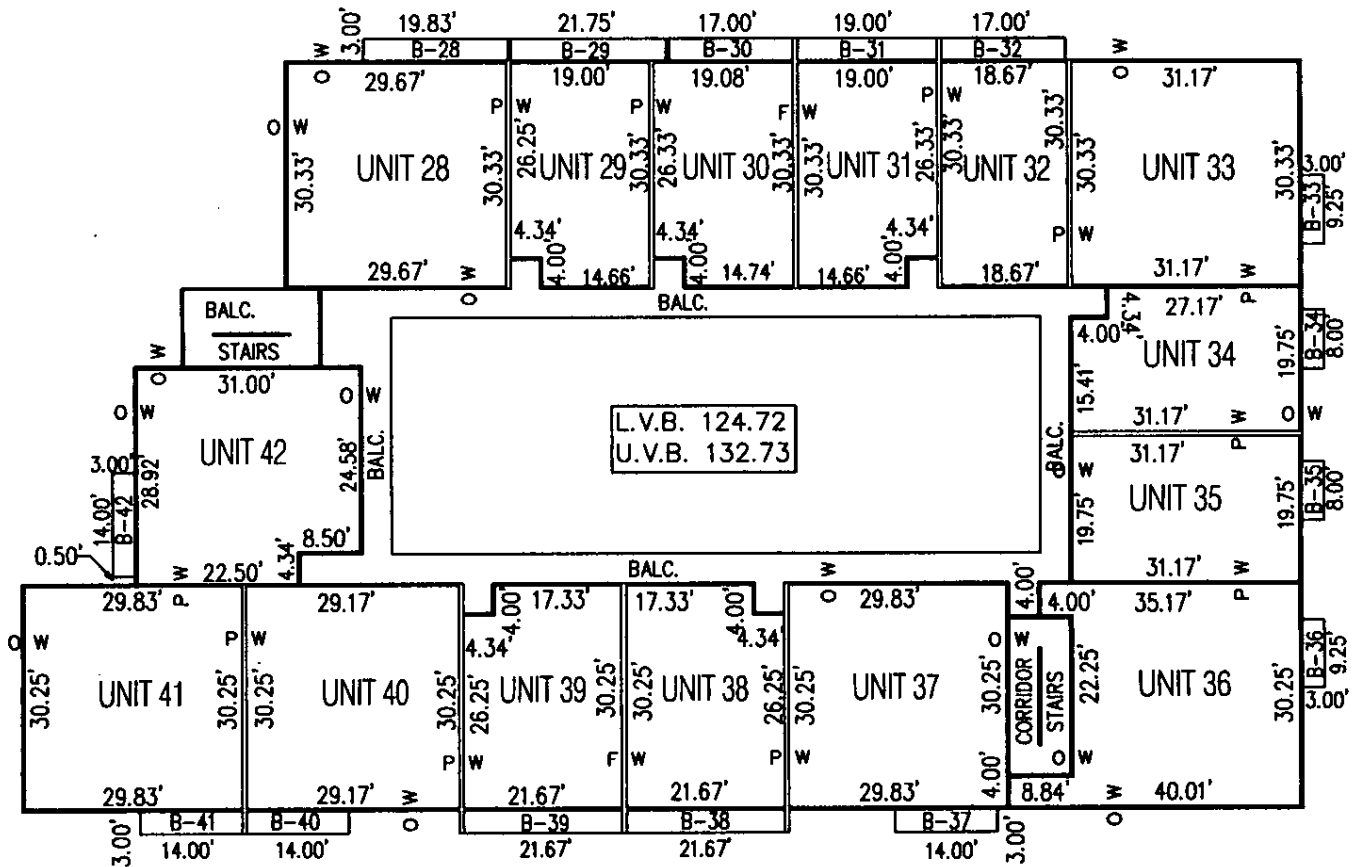 19.83' 21.75' 17.00' 19.00' 17.00'
3.00' B-28 B-29 B-30 B-31 B-32
O W
29.67' 19.00' 19.08' 19.00' 18.67' 31.17'
O W
O W
P W P W F W P W
30.33' UNIT 28 30.33' 26.25' UNIT 29 30.33' 26.33' UNIT 30 30.33' 30.33' UNIT 31 26.33' 30.33' UNIT 32 30.33' 30.33' UNIT 33 30.33'
3.00'
B-33 9.25'
4.34' 4.34' 4.34' P W
4.00' 4.00' 4.00'
29.67' O W 14.66' 14.74' 14.66' 18.67' 31.17' P W
BALC. BALC. 27.17'
4.34'
4.00' UNIT 34 19.75' B-34 8.00'
STAIRS
O W
31.00' O W
15.41'
O W
31.17' W O W
L.V.B. 124.72
U.V.B. 132.73
UNIT 42
3.00' 28.92' 24.58' BALC. BALC.
31.17' P
O W
14.00' B-42
19.75' UNIT 35 19.75' B-35 8.00'
0.50' 8.50'
4.34'
P W 22.50' BALC. O W 31.17' P W
29.83' 29.17' 4.00' 17.33' 17.33' 4.00' 29.83' 4.00' 4.00' 35.17'
O W P W 4.34' 4.34' O W
30.25' UNIT 41 30.25' 30.25' UNIT 40 30.25' 26.25' UNIT 39 30.25' 30.25' UNIT 38 26.25' UNIT 37 30.25' CORRIDOR STAIRS 22.25' UNIT 36 30.25' B-36 9.25'
3.00'
P W F W P W O W
29.83' 29.17' O W 21.67' 21.67' 29.83' 4.00' 8.84' O W 40.01'
3.00' B-41 B-40 B-39 B-38 B-37 3.00'
14.00' 14.00' 21.67' 21.67' 14.00'